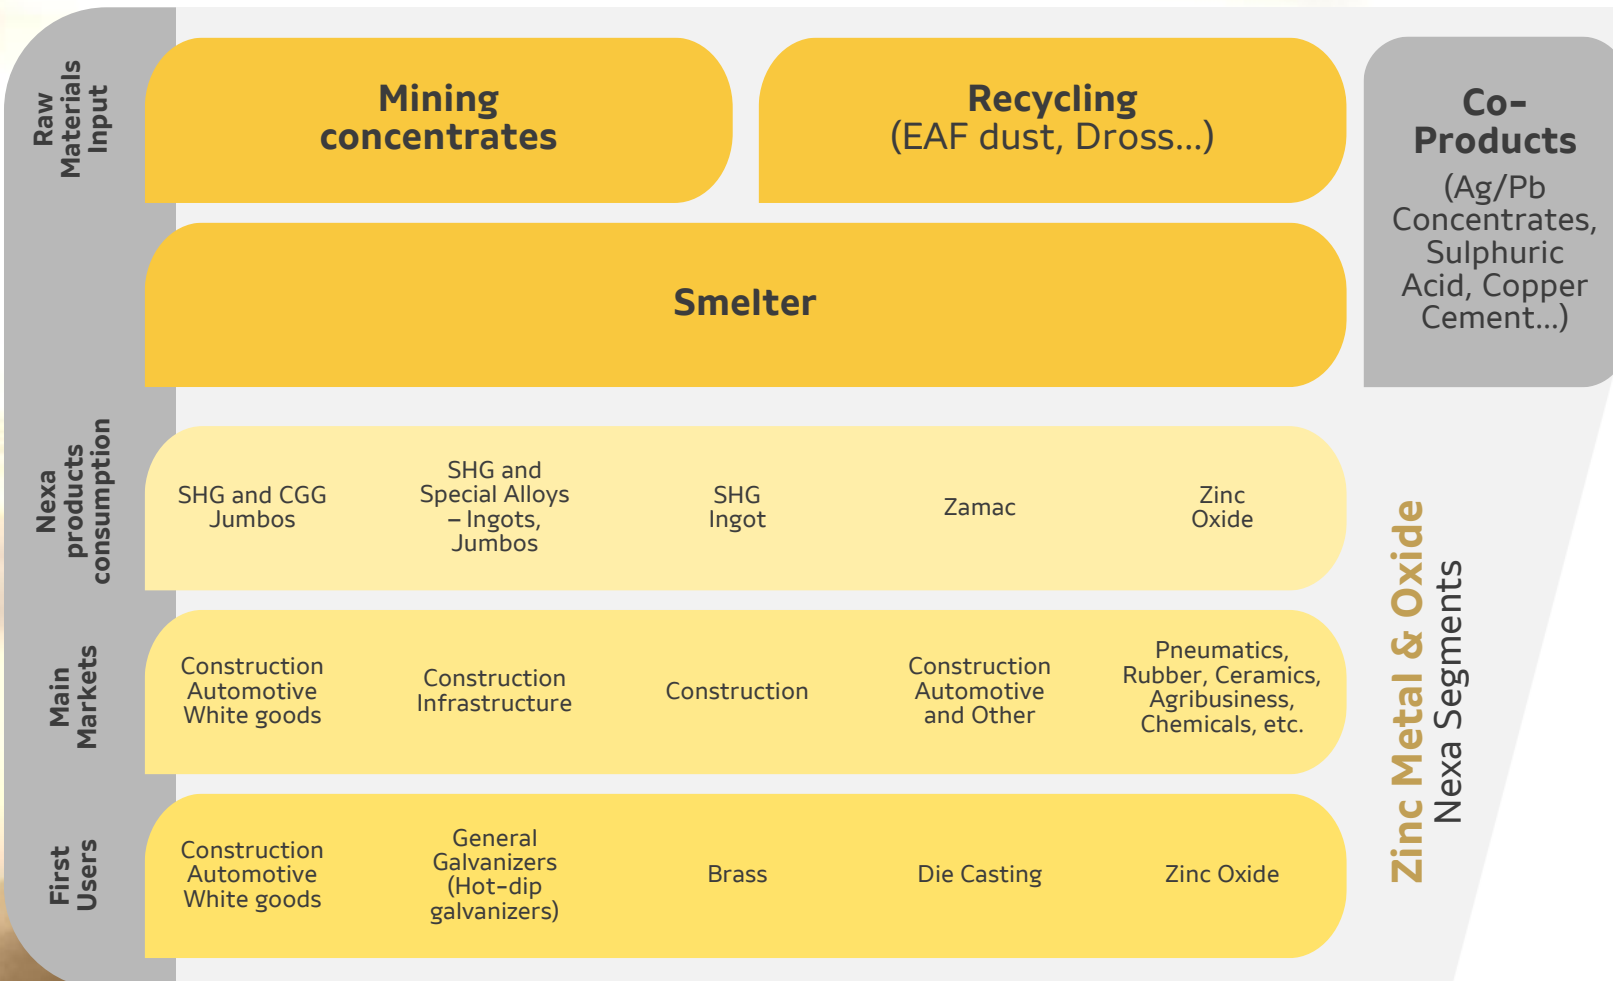 Raw
Materials
Input
Mining
concentrates
Recycling
(EAF dust, Dross...)
Co-
Products
(Ag/Pb
Concentrates,
Sulphuric
Acid, Copper
Cement...)
Smelter
Nexa
products
consumption
SHG and CGG
Jumbos
SHG and
Special Alloys
– Ingots,
Jumbos
SHG
Ingot
Zamac
Zinc
Oxide
Main
Markets
Construction
Automotive
White goods
Construction
Infrastructure
Construction
Construction
Automotive
and Other
Pneumatics,
Rubber, Ceramics,
Agribusiness,
Chemicals, etc.
First
Users
Construction
Automotive
White goods
General
Galvanizers
(Hot-dip
galvanizers)
Brass
Die Casting
Zinc Oxide
Zinc Metal & Oxide
Nexa Segments